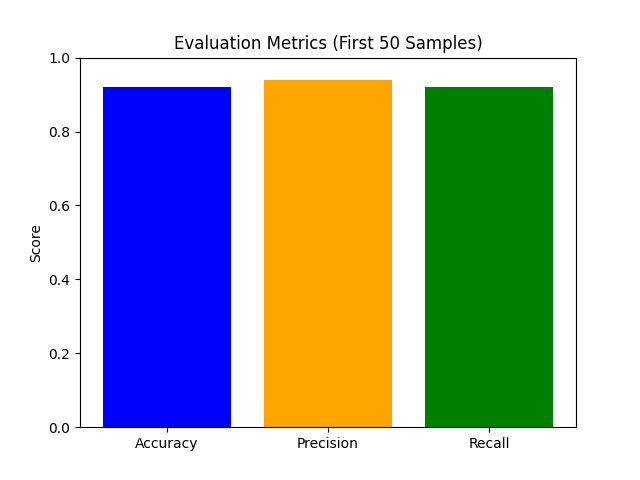 Evaluation Metrics (First 50 Samples)
1.0
0.8
0.6
0.4
0.2
0.0
Score
Accuracy
Precision
Recall